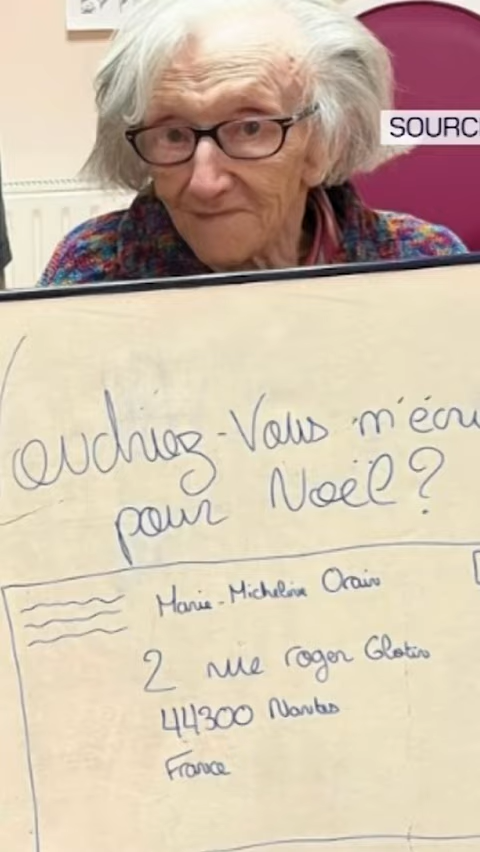 SOURC
oudriez-Vous m'écri
pour Noël?
Marie-Micheline Orain
2 rue roger Glotin
44300 Nantes
France